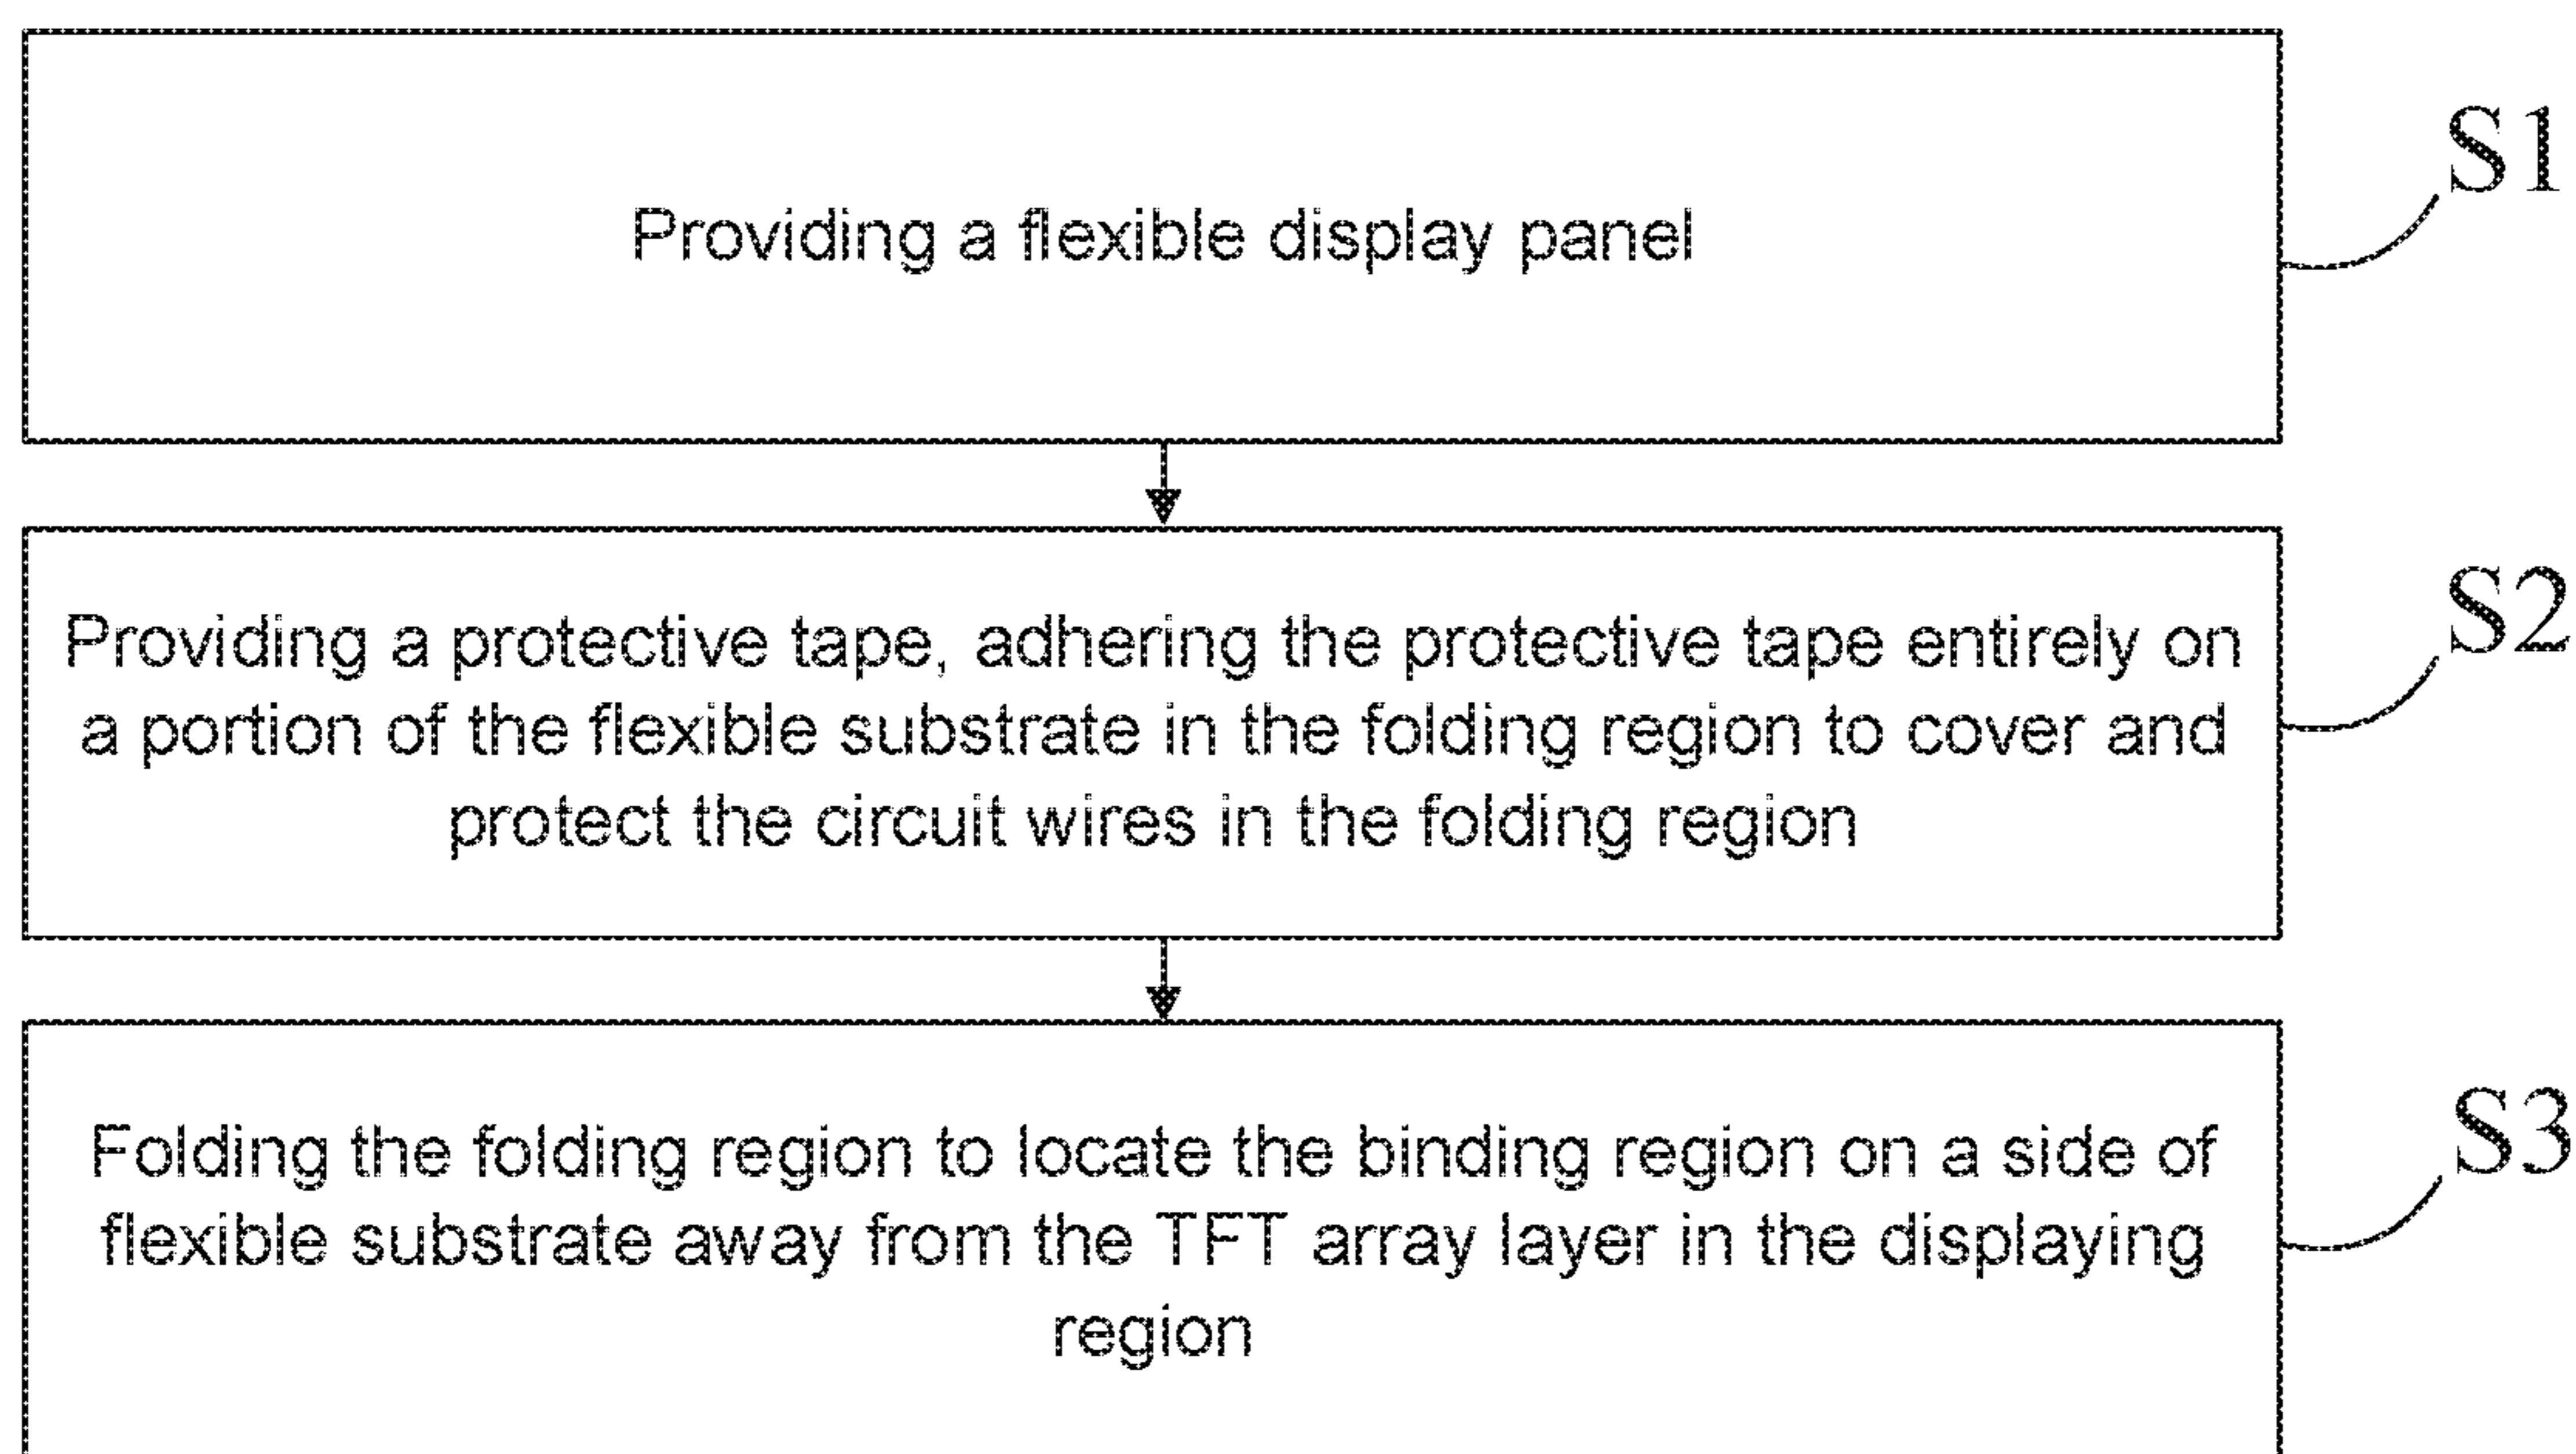 Providing a flexible display panel
S1
Providing a protective tape, adhering the protective tape entirely on
a portion of the flexible substrate in the folding region to cover and
protect the circuit wires in the folding region
S2
Folding the folding region to locate the binding region on a side of
flexible substrate away from the TFT array layer in the displaying
region
S3